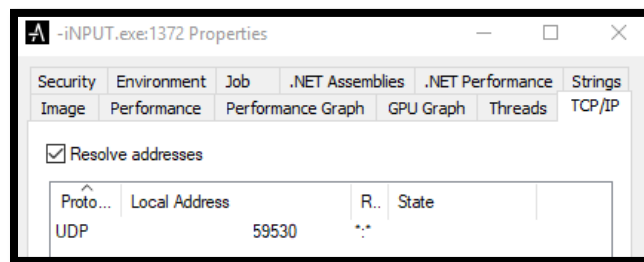 -iNPUT.exe:1372 Properties
Security Environment Job .NET Assemblies .NET Performance Strings
Image Performance Performance Graph GPU Graph Threads TCP/IP
Resolve addresses
Proto... Local Address R.. State
UDP 59530 *:*